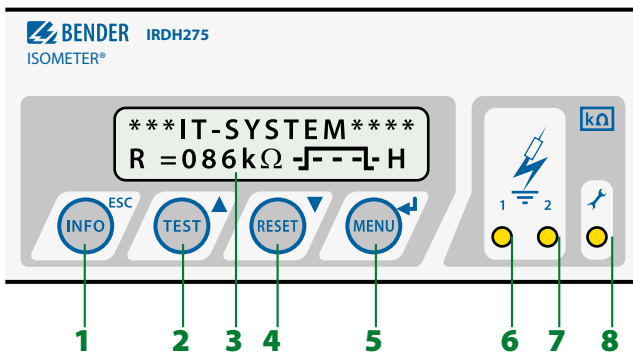 BENDER IRDH275
ISOMETER®
***IT-SYSTEM****
R =086kΩ H
kΩ
ESC
INFO TEST RESET MENU
1 2
1 2 3 4 5 6 7 8